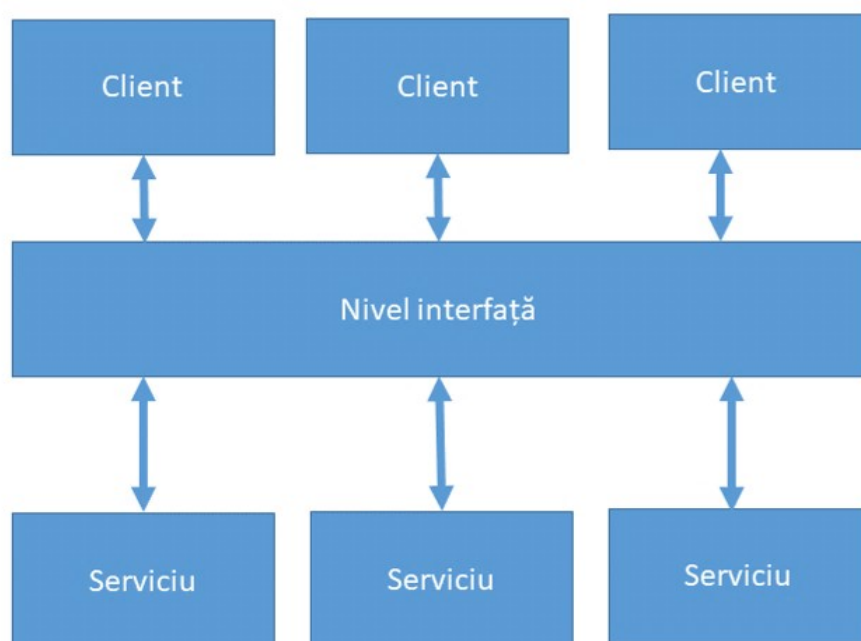 Client
Client
Client
Nivel interfață
Serviciu
Serviciu
Serviciu